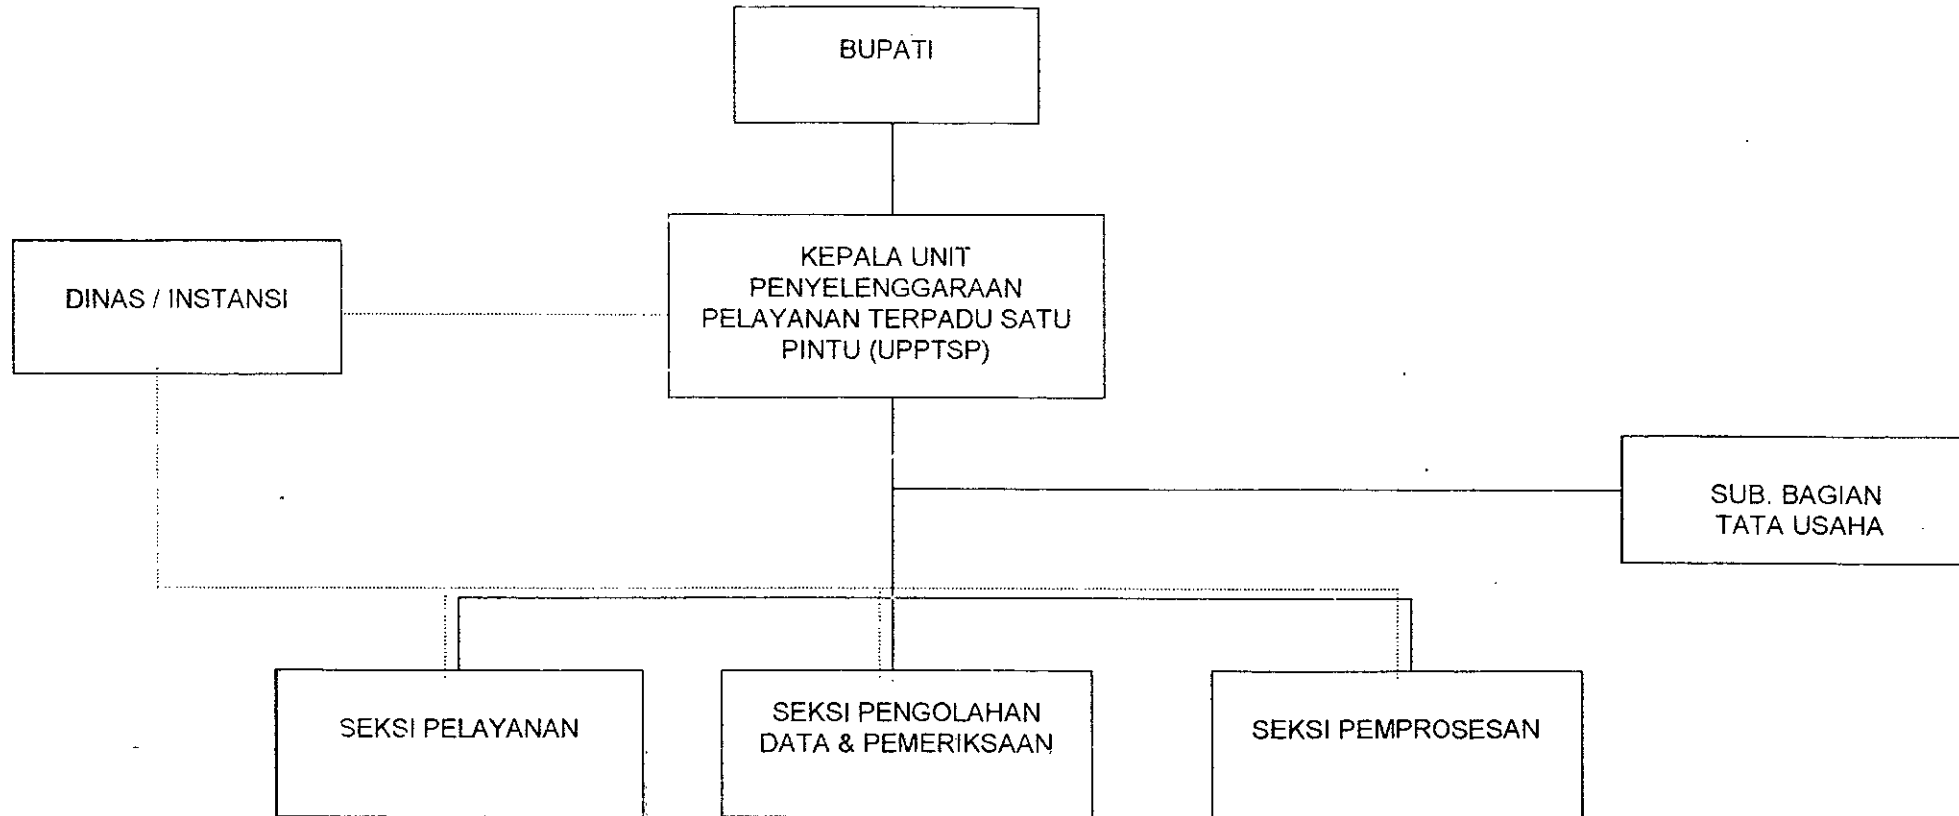 BUPATI
KEPALA UNIT
PENYELENGGARAAN
PELAYANAN TERPADU SATU
PINTU (UPPTSP)
DINAS / INSTANSI
SUB. BAGIAN
TATA USAHA
SEKSI PELAYANAN
SEKSI PENGOLAHAN
DATA & PEMERIKSAAN
SEKSI PEMPROSESAN